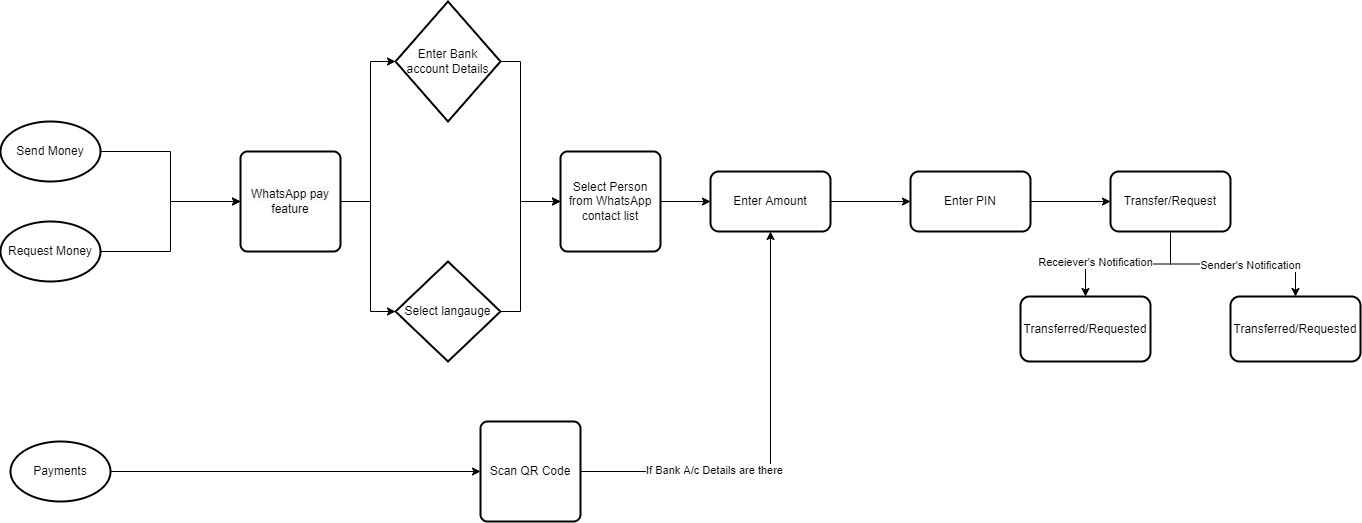 Enter Bank
account Details
Send Money
WhatsApp pay
feature
Select Person
from WhatsApp
contact list
Enter Amount
Enter PIN
Transfer/Request
Request Money
Receiever's Notification
Sender's Notification
Select langauge
Transferred/Requested
Transferred/Requested
Payments
Scan QR Code
If Bank A/c Details are there